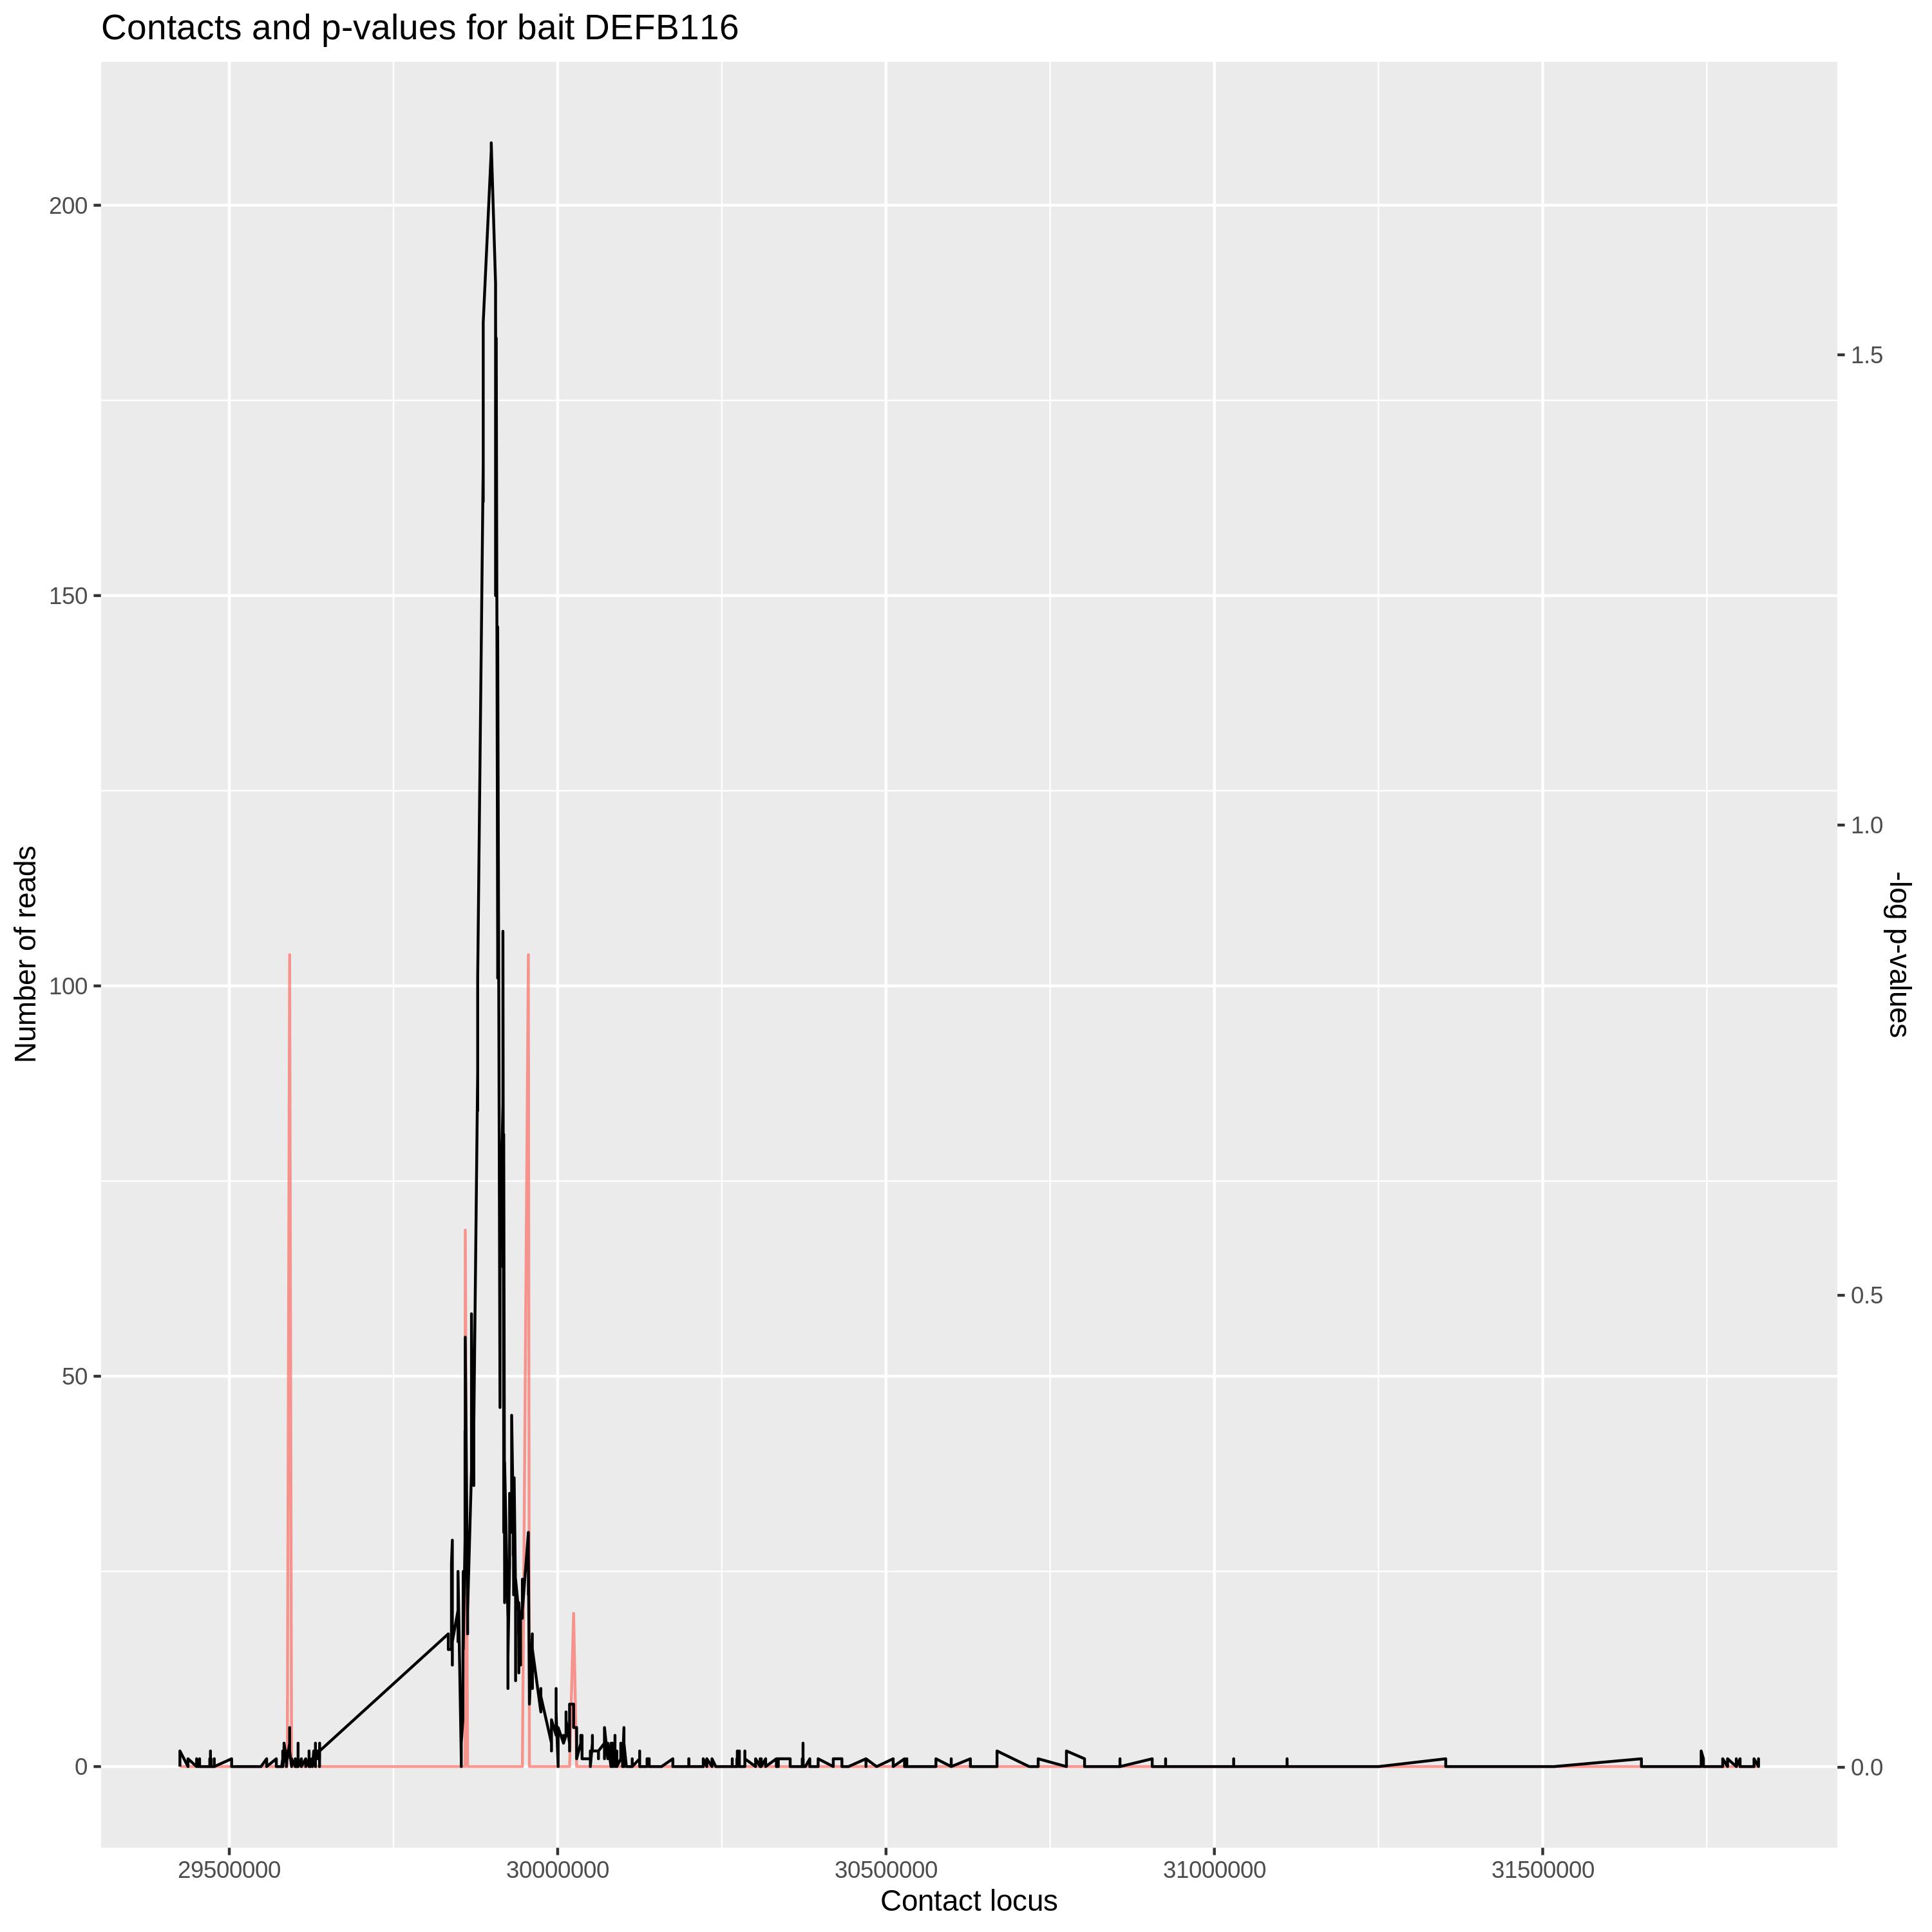 Contacts and p-values for bait DEFB116
200
150
100
50
0
Number of reads
1.5
1.0
0.5
0.0
-log p-values
29500000 30000000 30500000 31000000 31500000
Contact locus